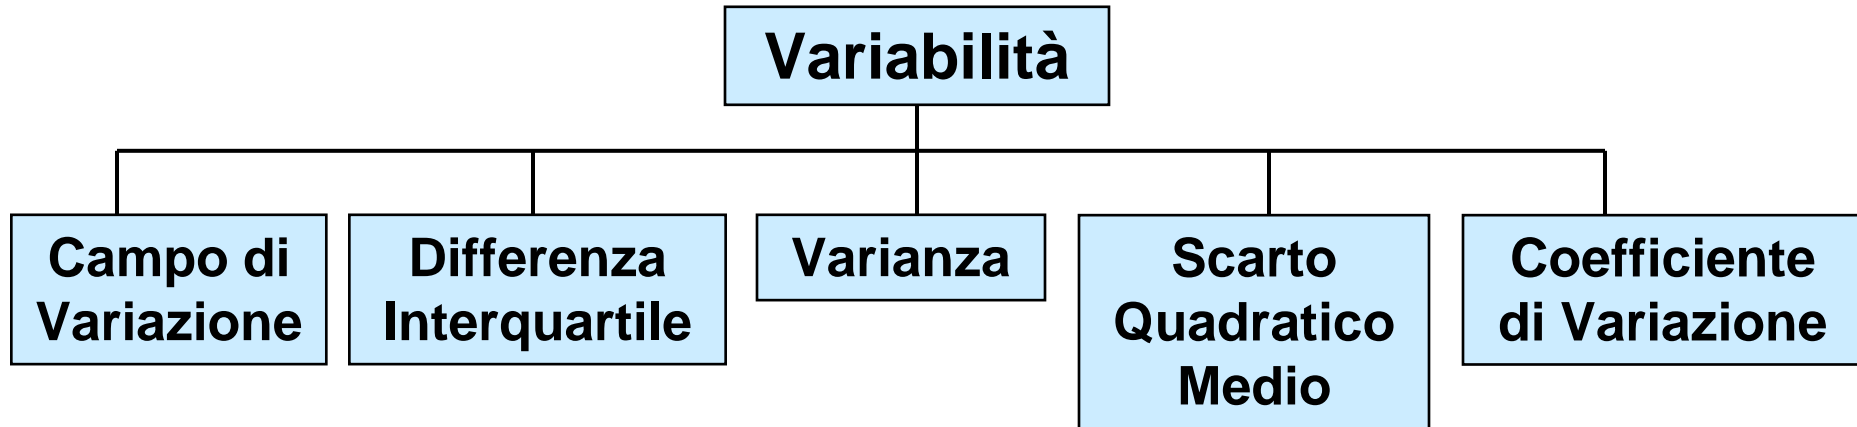 Variabilità
Campo di
Variazione
Differenza
Interquartile
Varianza
Scarto
Quadratico
Medio
Coefficiente
di Variazione